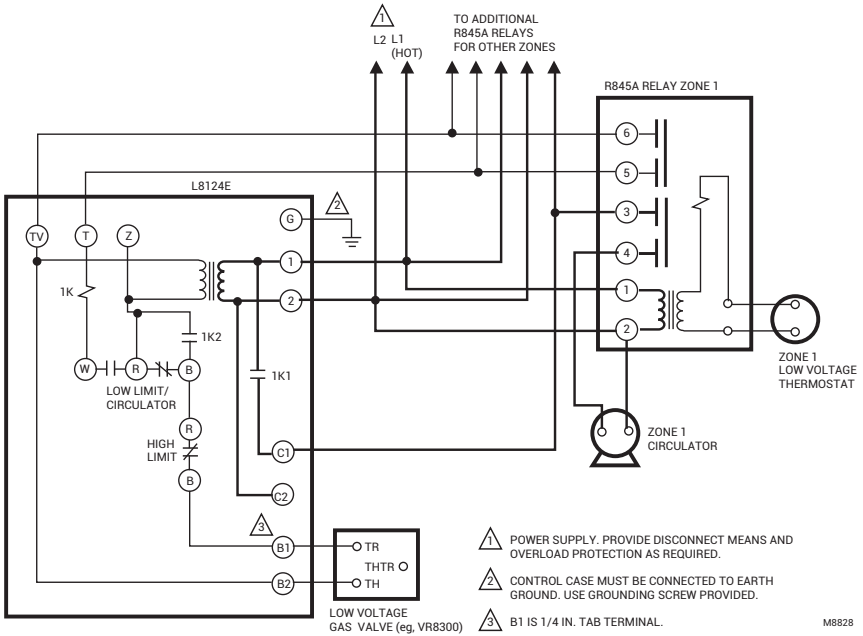 1
L2 L1
(HOT)
TO ADDITIONAL
R845A RELAYS
FOR OTHER ZONES
R845A RELAY ZONE 1
6
5
3
4
1
2
L8124E
G
2
TV
T
Z
1
2
1K
1K2
W
R
B
LOW LIMIT/
CIRCULATOR
1K1
R
HIGH
LIMIT
B
C1
C2
3
B1
B2
TR
THTR
TH
LOW VOLTAGE
GAS VALVE (eg, VR8300)
ZONE 1
LOW VOLTAGE
THERMOSTAT
ZONE 1
CIRCULATOR
1 POWER SUPPLY. PROVIDE DISCONNECT MEANS AND
OVERLOAD PROTECTION AS REQUIRED.
2 CONTROL CASE MUST BE CONNECTED TO EARTH
GROUND. USE GROUNDING SCREW PROVIDED.
3 B1 IS 1/4 IN. TAB TERMINAL.
M8828